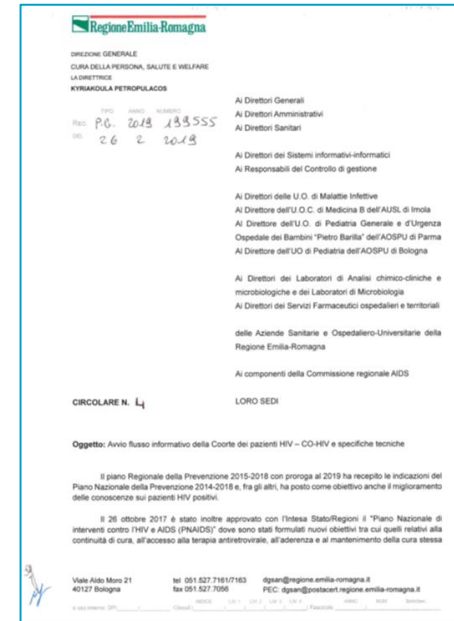 RegioneEmilia-Romagna
DIREZIONE GENERALE
CURA DELLA PERSONA, SALUTE E WELFARE
LA DIRETTRICE
KYRIAKOULA PETROPULACOS
TIPO ANNO NUMERO
REG. P.G. 2019 199555
DEL 26 2 2019
Ai Direttori Generali
Ai Direttori Amministrativi
Ai Direttori Sanitari
Ai Direttori dei Sistemi informativi-informatici
Ai Responsabili del Controllo di gestione
Ai Direttori delle U.O. di Malattie Infettive
Al Direttore dell'U.O.C. di Medicina B dell'AUSL di Imola
Al Direttore dell'U.O. di Pediatria Generale e d'Urgenza
Ospedale dei Bambini "Pietro Barilla" dell'AOSPU di Parma
Al Direttore dell'UO di Pediatria dell'AOSPU di Bologna
Ai Direttori dei Laboratori di Analisi chimico-cliniche e
microbiologiche e dei Laboratori di Microbiologia
Ai Direttori dei Servizi Farmaceutici ospedalieri e territoriali
delle Aziende Sanitarie e Ospedaliero-Universitarie della
Regione Emilia-Romagna
Ai componenti della Commissione regionale AIDS
CIRCOLARE N. 4
LORO SEDI
Oggetto: Avvio flusso informativo della Coorte dei pazienti HIV – CO-HIV e specifiche tecniche
Il piano Regionale della Prevenzione 2015-2018 con proroga al 2019 ha recepito le indicazioni del
Piano Nazionale della Prevenzione 2014-2018 e, fra gli altri, ha posto come obiettivo anche il miglioramento
delle conoscenze sui pazienti HIV positivi.
Il 26 ottobre 2017 è stato inoltre approvato con l'Intesa Stato/Regioni il "Piano Nazionale di
interventi contro l'HIV e AIDS (PNAIDS)" dove sono stati formulati nuovi obiettivi tra cui quelli relativi alla
continuità di cura, all'accesso alla terapia antiretrovirale, all'aderenza e al mantenimento della cura stessa
Viale Aldo Moro 21 tel 051.527.7161/7163 dgsan@regione.emilia-romagna.it
40127 Bologna fax 051.527.7056 PEC: dgsan@postacert.regione.emilia-romagna.it